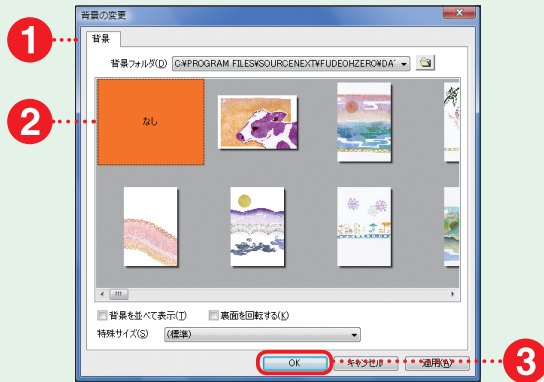 背景の変更
1
背景
背景フォルダ(D) C:¥PROGRAM FILES¥SOURCENEXT¥FUDEOHZERO¥DA
2
なし
背景を並べて表示(T) 裏面を回転する(K)
特殊サイズ(S) (標準)
OK キャンセル 適用(A)
3